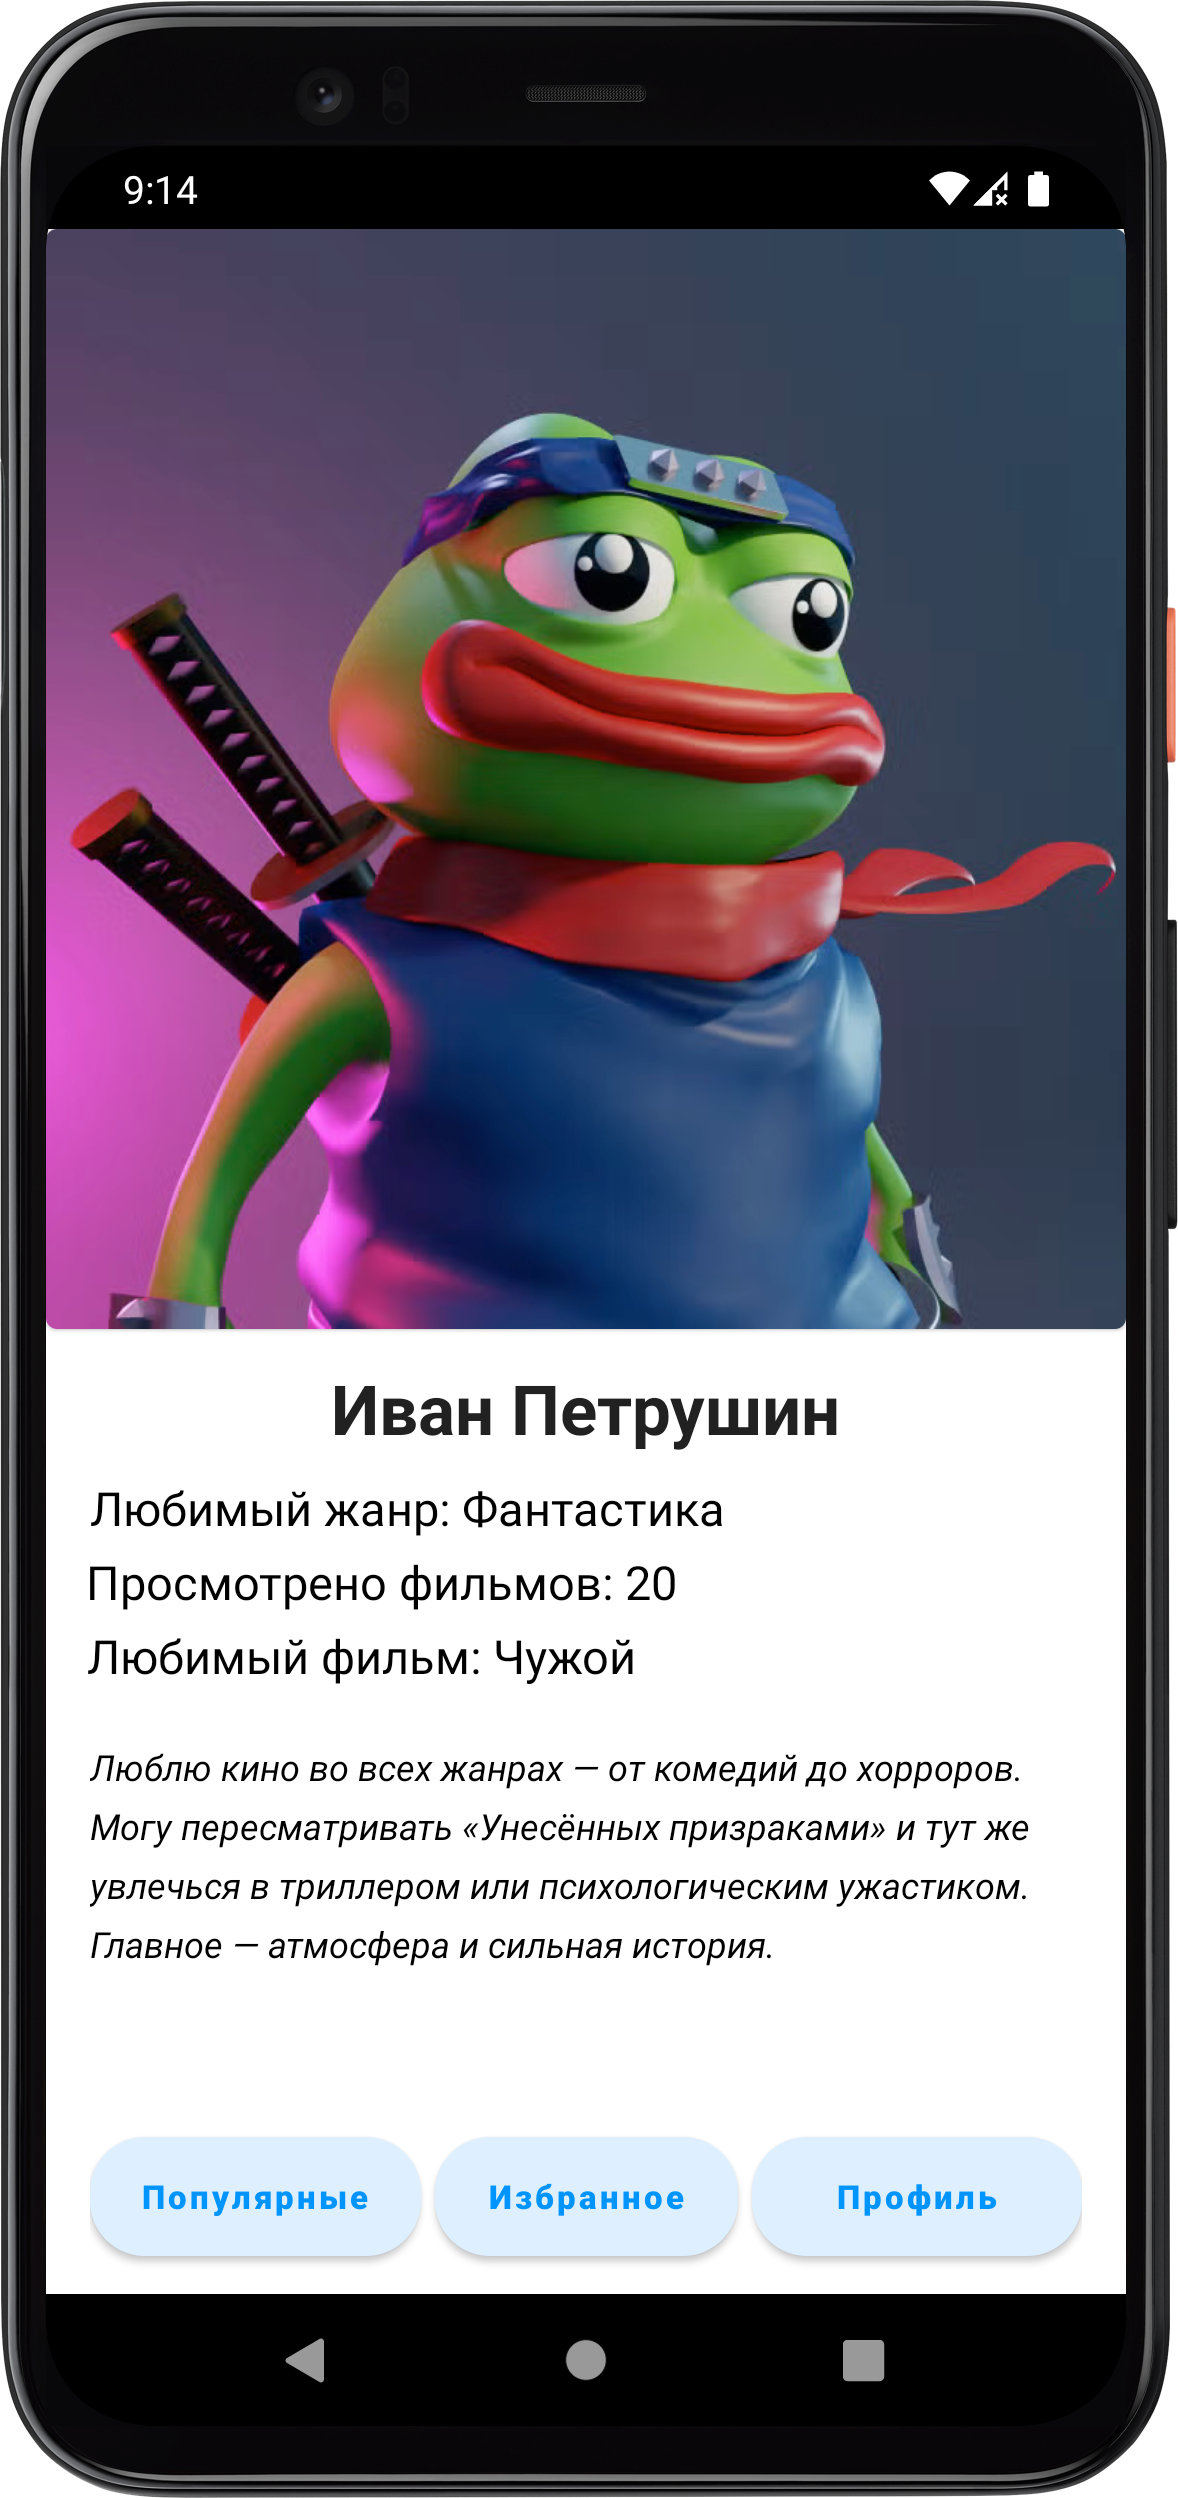 9:14
Иван Петрушин
Любимый жанр: Фантастика
Просмотрено фильмов: 20
Любимый фильм: Чужой
Люблю кино во всех жанрах — от комедий до хорроров.
Могу пересматривать «Унесённых призраками» и тут же
увлечься в триллером или психологическим ужастиком.
Главное — атмосфера и сильная история.
Популярные
Избранное
Профиль